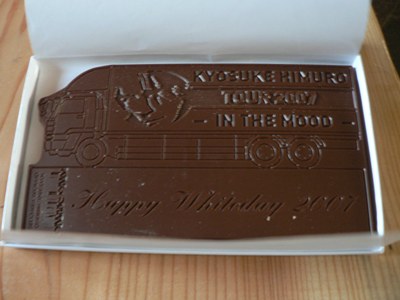 KYOSUKE HIMURO
TOUR2007
- IN THE MOOD -
Happy Whiteday 2007